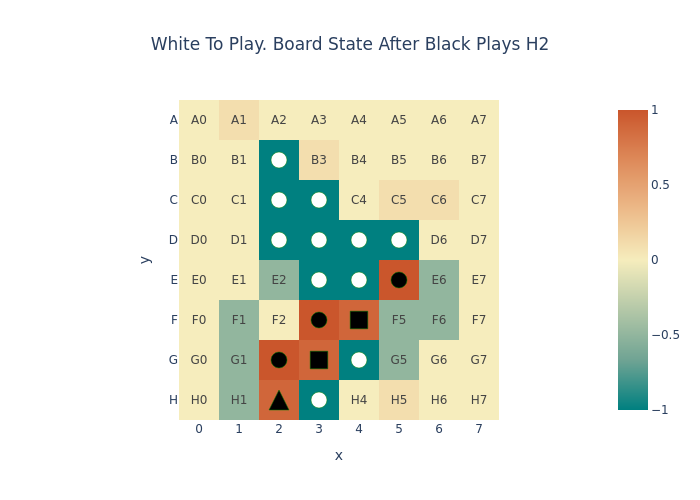 White To Play. Board State After Black Plays H2
A A0 A1 A2 A3 A4 A5 A6 A7
B B0 B1 B3 B4 B5 B6 B7
C C0 C1 C4 C5 C6 C7
D D0 D1 D6 D7
E E0 E1 E2 E6 E7
F F0 F1 F2 F5 F6 F7
G G0 G1 G5 G6 G7
H H0 H1 H4 H5 H6 H7
0 1 2 3 4 5 6 7
x
y
1
0.5
0
−0.5
−1